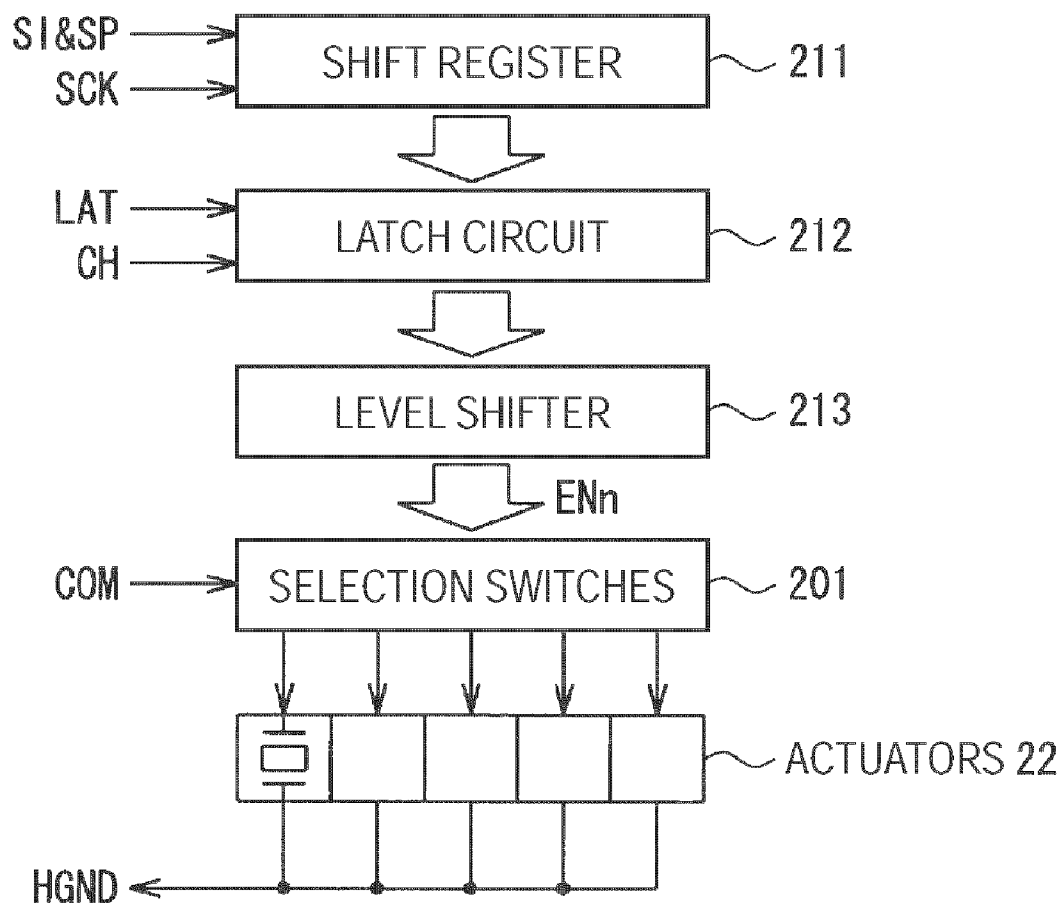 SI&SP
SHIFT REGISTER
211
SCK
LAT
LATCH CIRCUIT
212
CH
LEVEL SHIFTER
213
ENn
COM
SELECTION SWITCHES
201
ACTUATORS 22
HGND